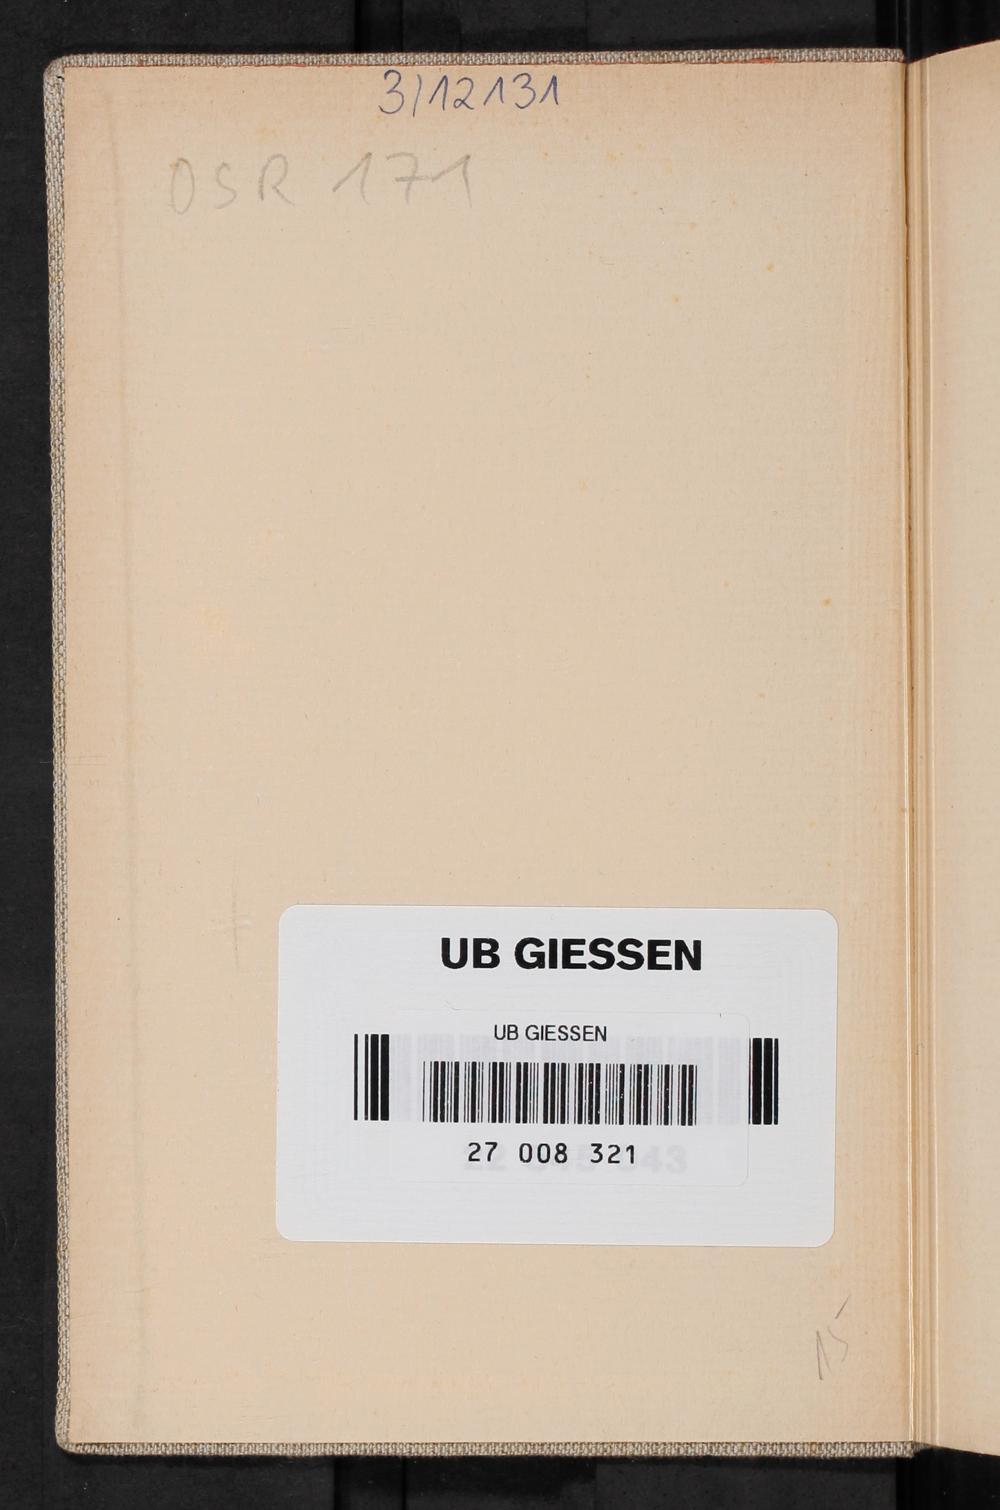 3/12131
OSR 171
UB GIESSEN
UB GIESSEN
27 008 321
15